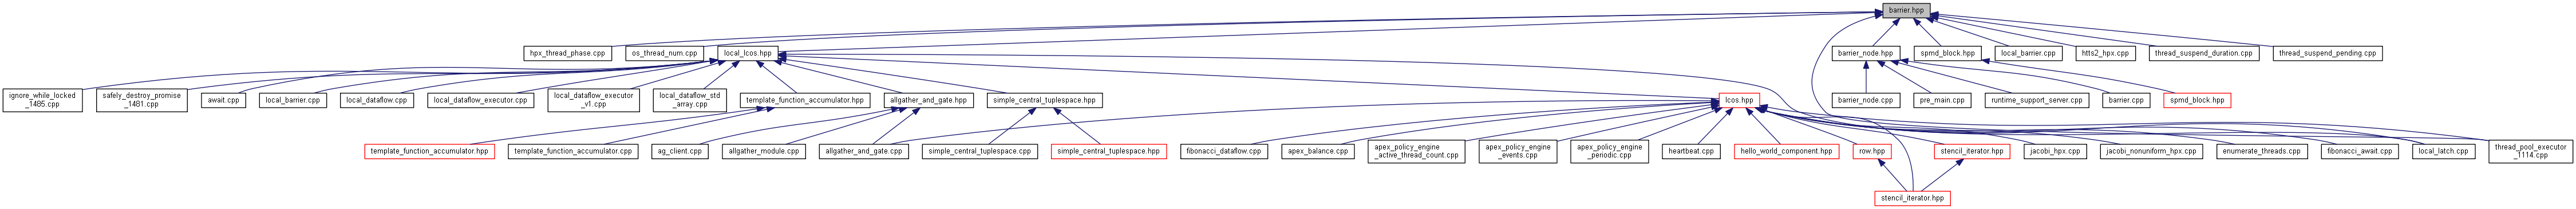 barrier.hpp
hpx_thread_phase.cpp
os_thread_num.cpp
local_lcos.hpp
barrier_node.hpp
spmd_block.hpp
local_barrier.cpp
htts2_hpx.cpp
thread_suspend_duration.cpp
thread_suspend_pending.cpp
ignore_while_locked
_1485.cpp
safely_destroy_promise
_1481.cpp
await.cpp
local_barrier.cpp
local_dataflow.cpp
local_dataflow_executor.cpp
local_dataflow_executor
_v1.cpp
local_dataflow_std
_array.cpp
template_function_accumulator.hpp
allgather_and_gate.hpp
simple_central_tuplespace.hpp
lcos.hpp
barrier_node.cpp
pre_main.cpp
runtime_support_server.cpp
barrier.cpp
spmd_block.hpp
template_function_accumulator.hpp
template_function_accumulator.cpp
ag_client.cpp
allgather_module.cpp
allgather_and_gate.cpp
simple_central_tuplespace.cpp
simple_central_tuplespace.hpp
fibonacci_dataflow.cpp
apex_balance.cpp
apex_policy_engine
_active_thread_count.cpp
apex_policy_engine
_events.cpp
apex_policy_engine
_periodic.cpp
heartbeat.cpp
hello_world_component.hpp
row.hpp
stencil_iterator.hpp
jacobi_hpx.cpp
jacobi_nonuniform_hpx.cpp
enumerate_threads.cpp
fibonacci_await.cpp
local_latch.cpp
thread_pool_executor
_1114.cpp
stencil_iterator.hpp